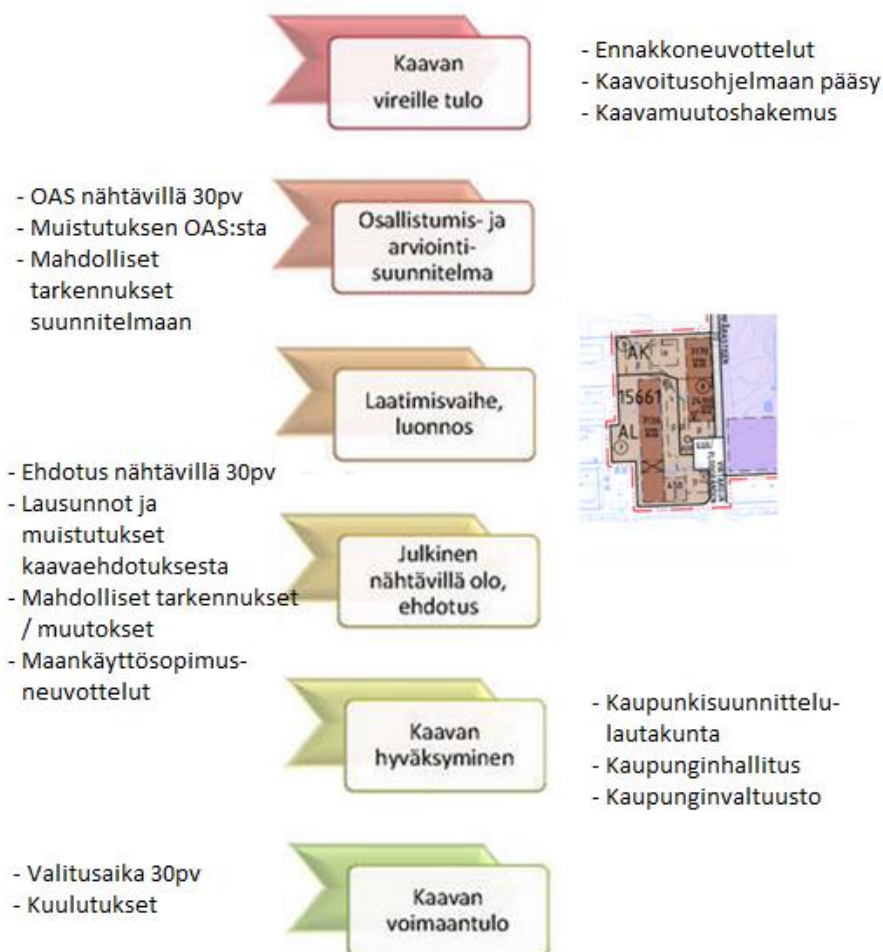 Kaavan
vireille tulo
- Ennakkoneuvottelut
- Kaavoitusohjelmaan pääsy
- Kaavamuutoshakemus
- OAS nähtävillä 30pv
- Muistutuksen OAS:sta
- Mahdolliset
tarkennukset
suunnitelmaan
Osallistumis- ja
arviointi-
suunnitelma
Laatimisvaihe,
luonnos
AK
15661
AL
- Ehdotus nähtävillä 30pv
- Lausunnot ja
muistutukset
kaavaehdotuksesta
- Mahdolliset tarkennukset
/ muutokset
- Maankäyttösopimus-
neuvottelut
Julkinen
nähtävillä olo,
ehdotus
Kaavan
hyväksyminen
- Kaupunkisuunnittelu-
lautakunta
- Kaupunginhallitus
- Kaupunginvaltuusto
- Valitusaika 30pv
- Kuulutukset
Kaavan
voimaantulo